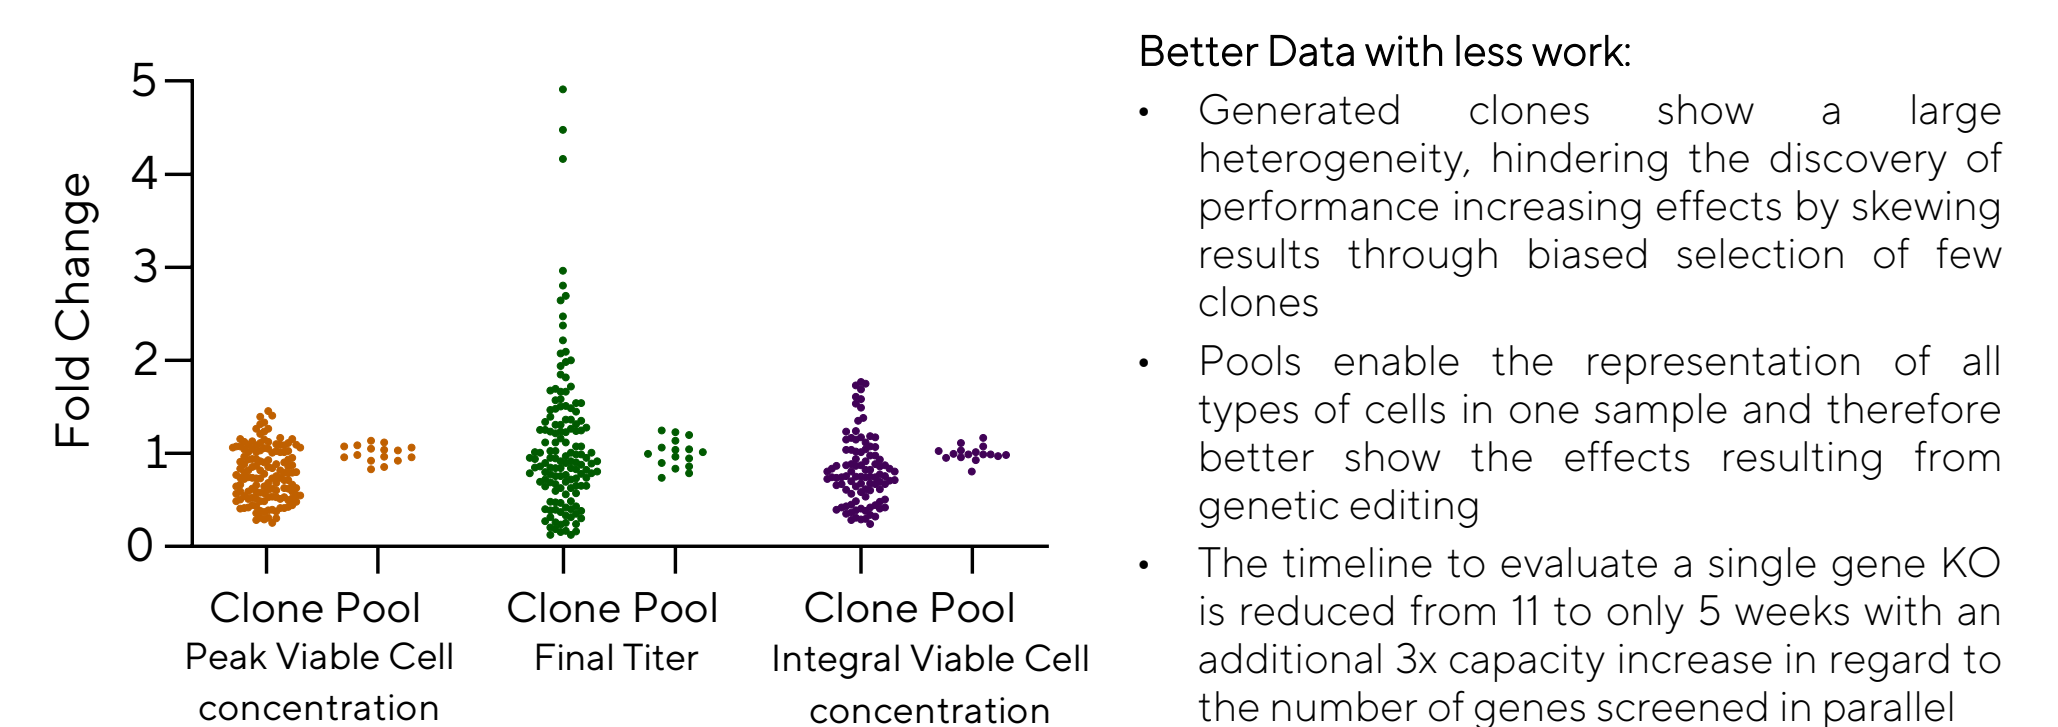 5
4
3
2
1
0
Fold Change
Clone Pool
Peak Viable Cell
concentration
Clone Pool
Final Titer
Clone Pool
Integral Viable Cell
concentration
Better Data with less work:
• Generated clones show a large
heterogeneity, hindering the discovery of
performance increasing effects by skewing
results through biased selection of few
clones
• Pools enable the representation of all
types of cells in one sample and therefore
better show the effects resulting from
genetic editing
• The timeline to evaluate a single gene KO
is reduced from 11 to only 5 weeks with an
additional 3x capacity increase in regard to
the number of genes screened in parallel